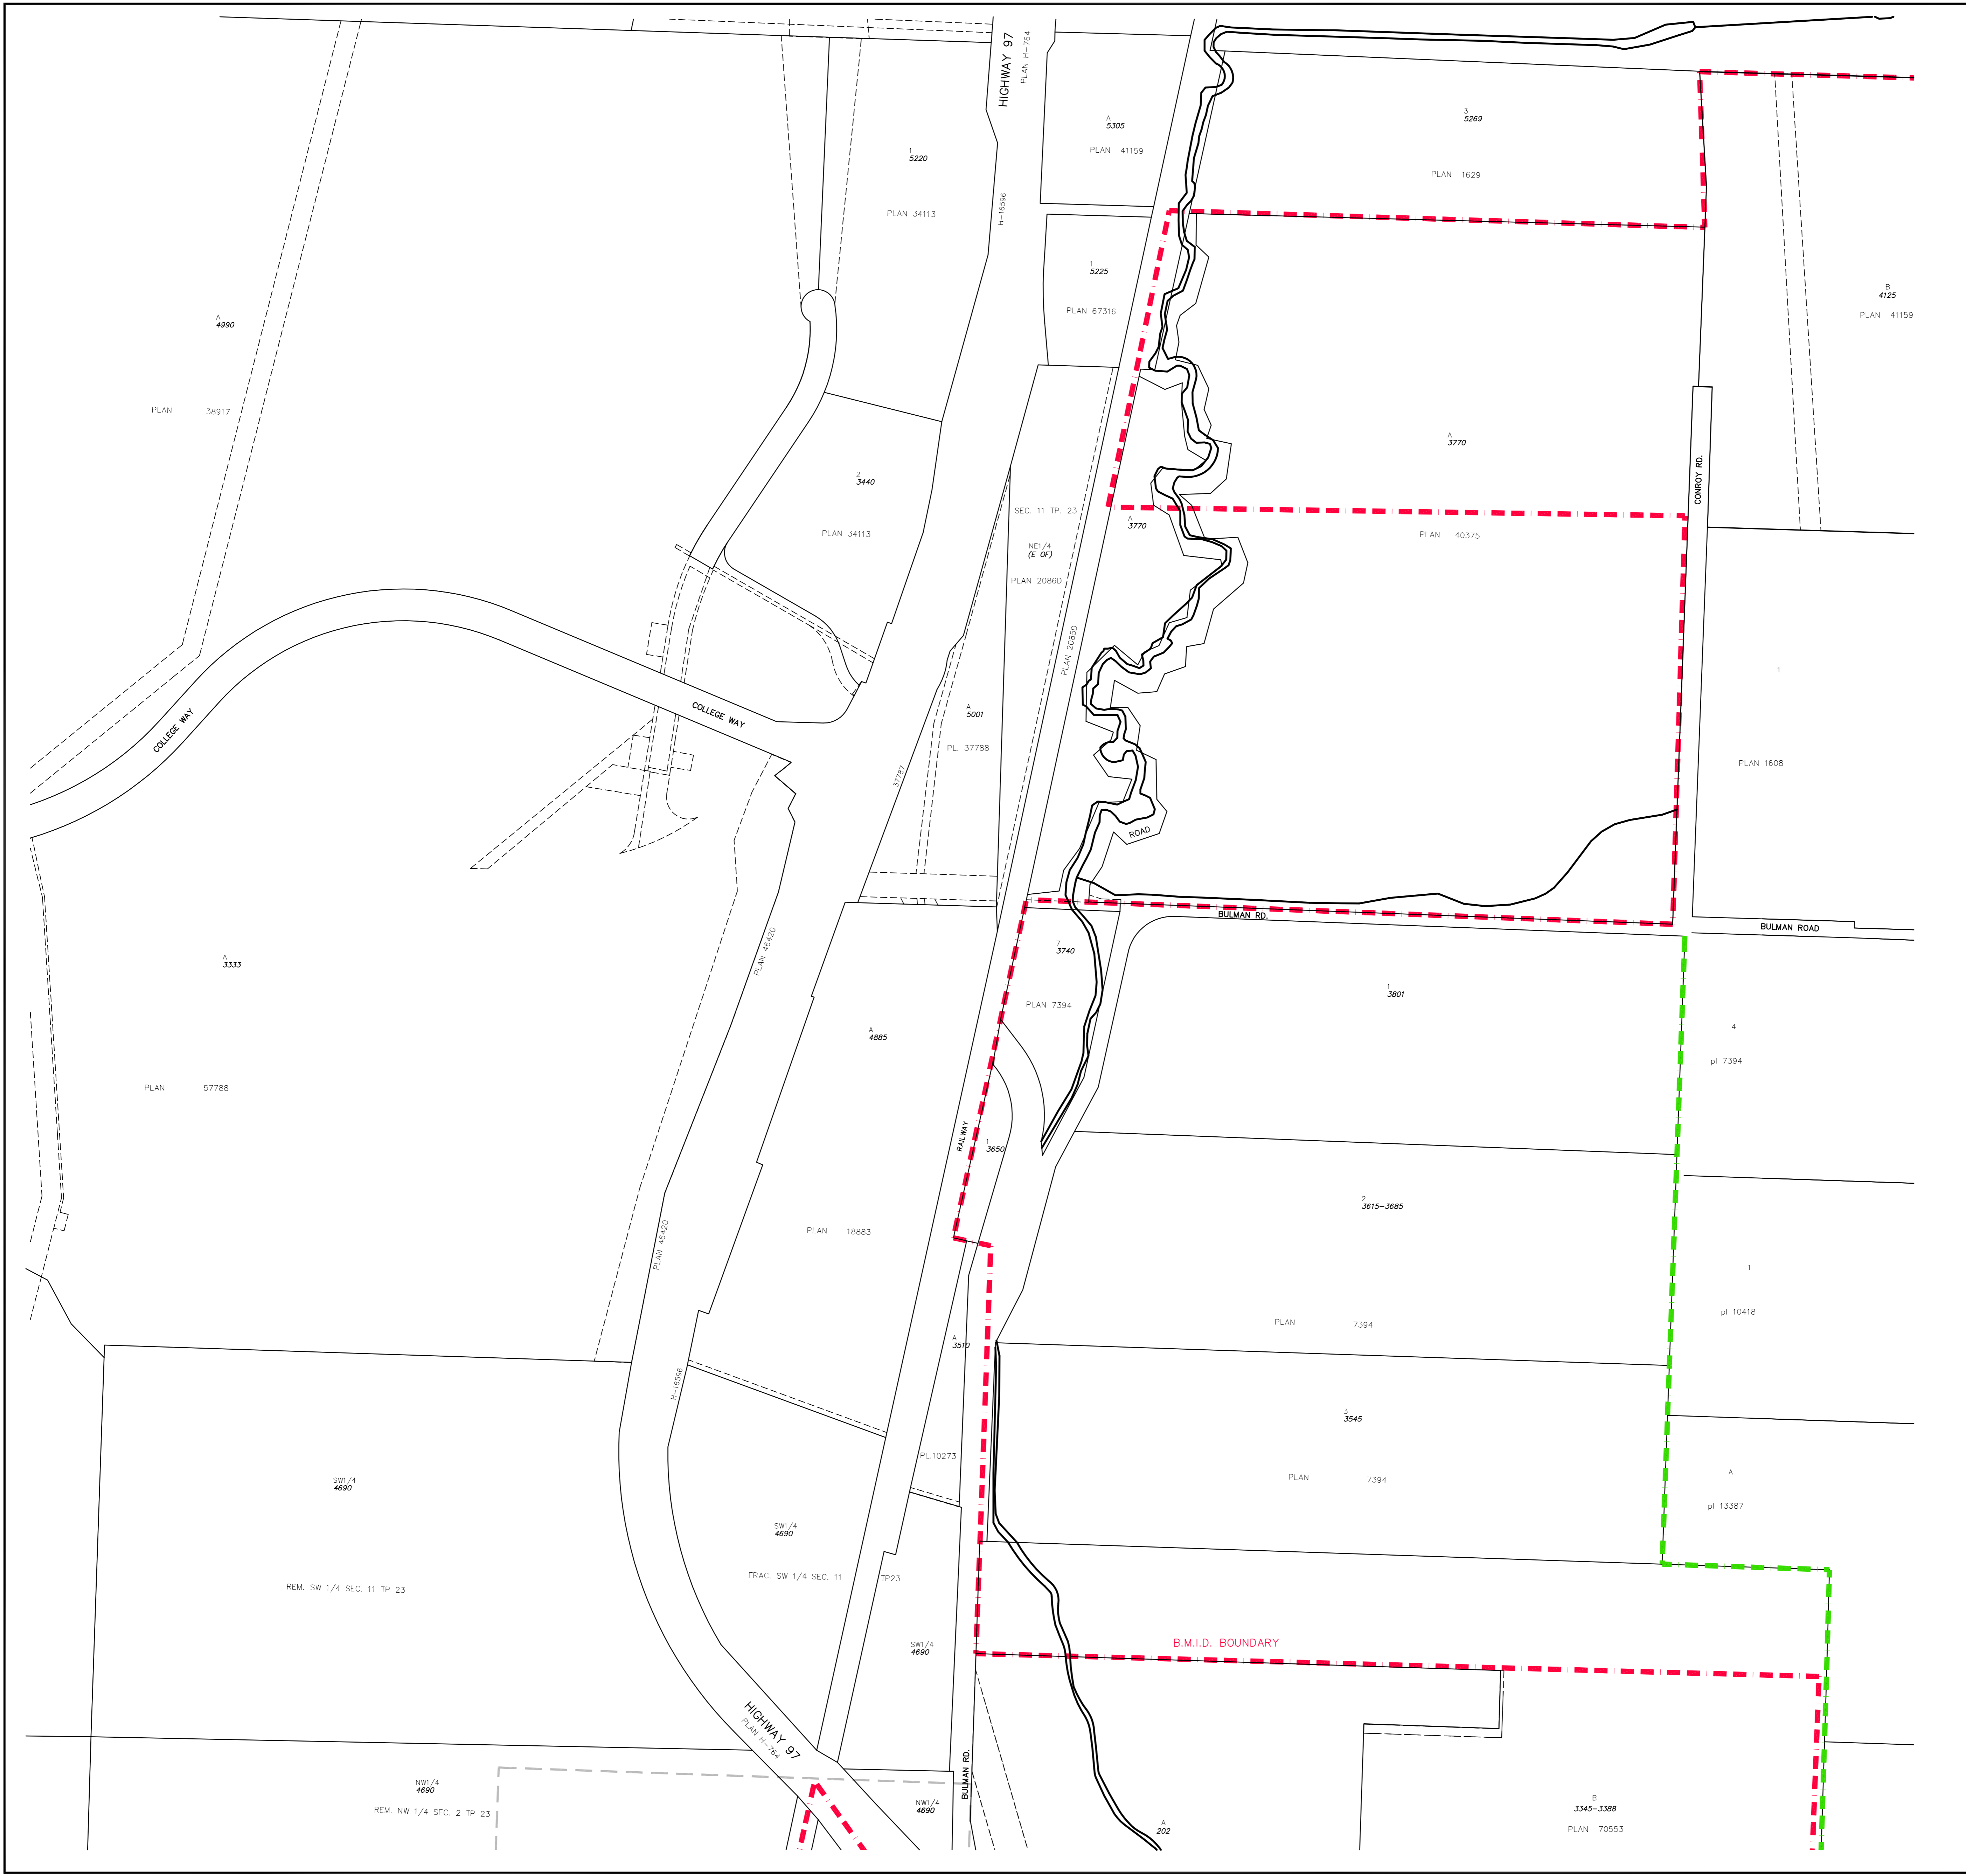 HIGHWAY 97
PLAN H-764
A
5305
PLAN 41159
3
5269
PLAN 1629
1
5220
PLAN 34113
H-16596
1
5225
PLAN 67316
B
4125
PLAN 41159
A
4990
PLAN 38917
A
3770
CONROY RD.
2
3440
PLAN 34113
SEC. 11 TP. 23
NE1/4
(E OF)
PLAN 2086D
A
3770
PLAN 40375
PLAN 2085D
1
PLAN 1608
COLLEGE WAY
COLLEGE WAY
A
5001
PL. 37788
37787
ROAD
BULMAN RD.
BULMAN ROAD
A
3333
PLAN 57788
PLAN 46420
7
3740
PLAN 7394
1
3801
A
4885
4
pl 7394
RAILWAY
1
3650
2
3615-3685
PLAN 18883
PLAN 46420
1
pl 10418
PLAN 7394
A
3510
H-16596
3
3545
PL.10273
PLAN 7394
A
pl 13387
SW1/4
4690
SW1/4
4690
REM. SW 1/4 SEC. 11 TP 23
FRAC. SW 1/4 SEC. 11 TP23
SW1/4
4690
B.M.I.D. BOUNDARY
HIGHWAY 97
PLAN H-764
BULMAN RD.
NW1/4
4690
REM. NW 1/4 SEC. 2 TP 23
NW1/4
4690
A
202
B
3345-3388
PLAN 70553